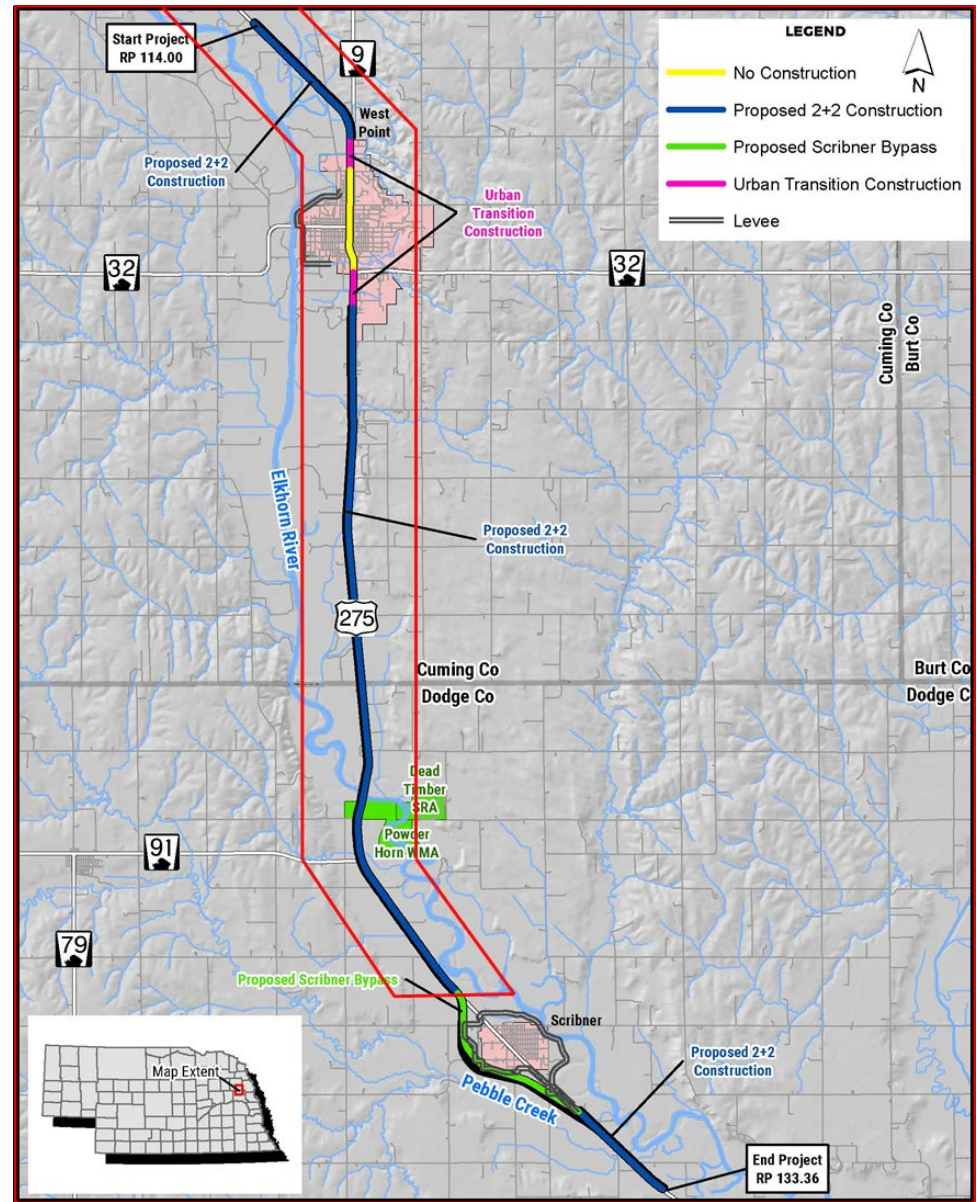 Start Project
RP 114.00
9
LEGEND
No Construction
Proposed 2+2 Construction
Proposed Scribner Bypass
Urban Transition Construction
Levee
N
West
Point
Proposed 2+2
Construction
Urban
Transition
Construction
32
32
Cuming Co
Burt Co
Elkhorn River
Proposed 2+2
Construction
275
Cuming Co
Dodge Co
Burt Co
Dodge C
Dead
Timber
SRA
Powder
Horn WMA
91
79
Proposed Scribner Bypass
Scribner
Pebble Creek
Proposed 2+2
Construction
Map Extent
End Project
RP 133.36